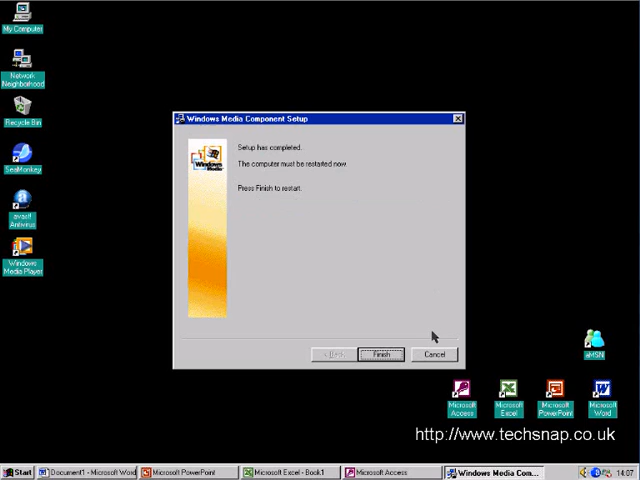 My Computer
Network
Neighborhood
Recycle Bin
SeaMonkey
avast!
Antivirus
Windows
Media Player
Windows Media Component Setup
Windows
Media
Setup has completed.
The computer must be restarted now.
Press Finish to restart.
< Back
Finish
Cancel
aMSN
Microsoft
Access
Microsoft
Excel
Microsoft
PowerPoint
Microsoft
Word
http://www.techsnap.co.uk
Start
Document1 - Microsoft Word
Microsoft PowerPoint
Microsoft Excel - Book1
Microsoft Access
Windows Media Com...
14:07